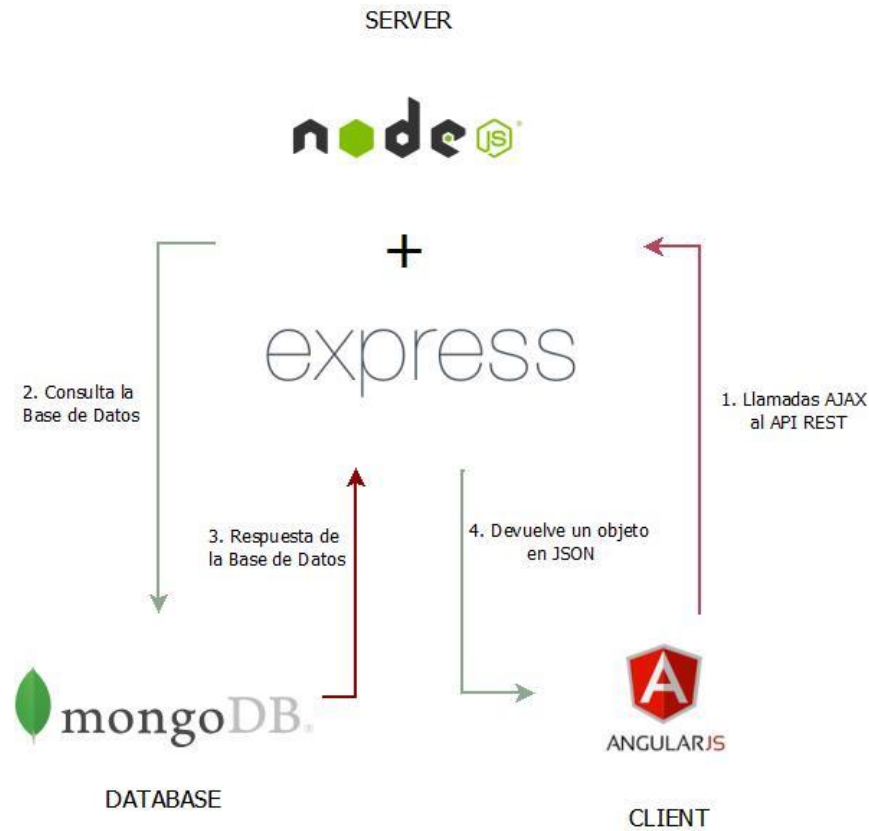 SERVER
node JS
+
express
2. Consulta la
Base de Datos
1. Llamadas AJAX
al API REST
3. Respuesta de
la Base de Datos
4. Devuelve un objeto
en JSON
mongoDB®
A
ANGULARJS
DATABASE
CLIENT